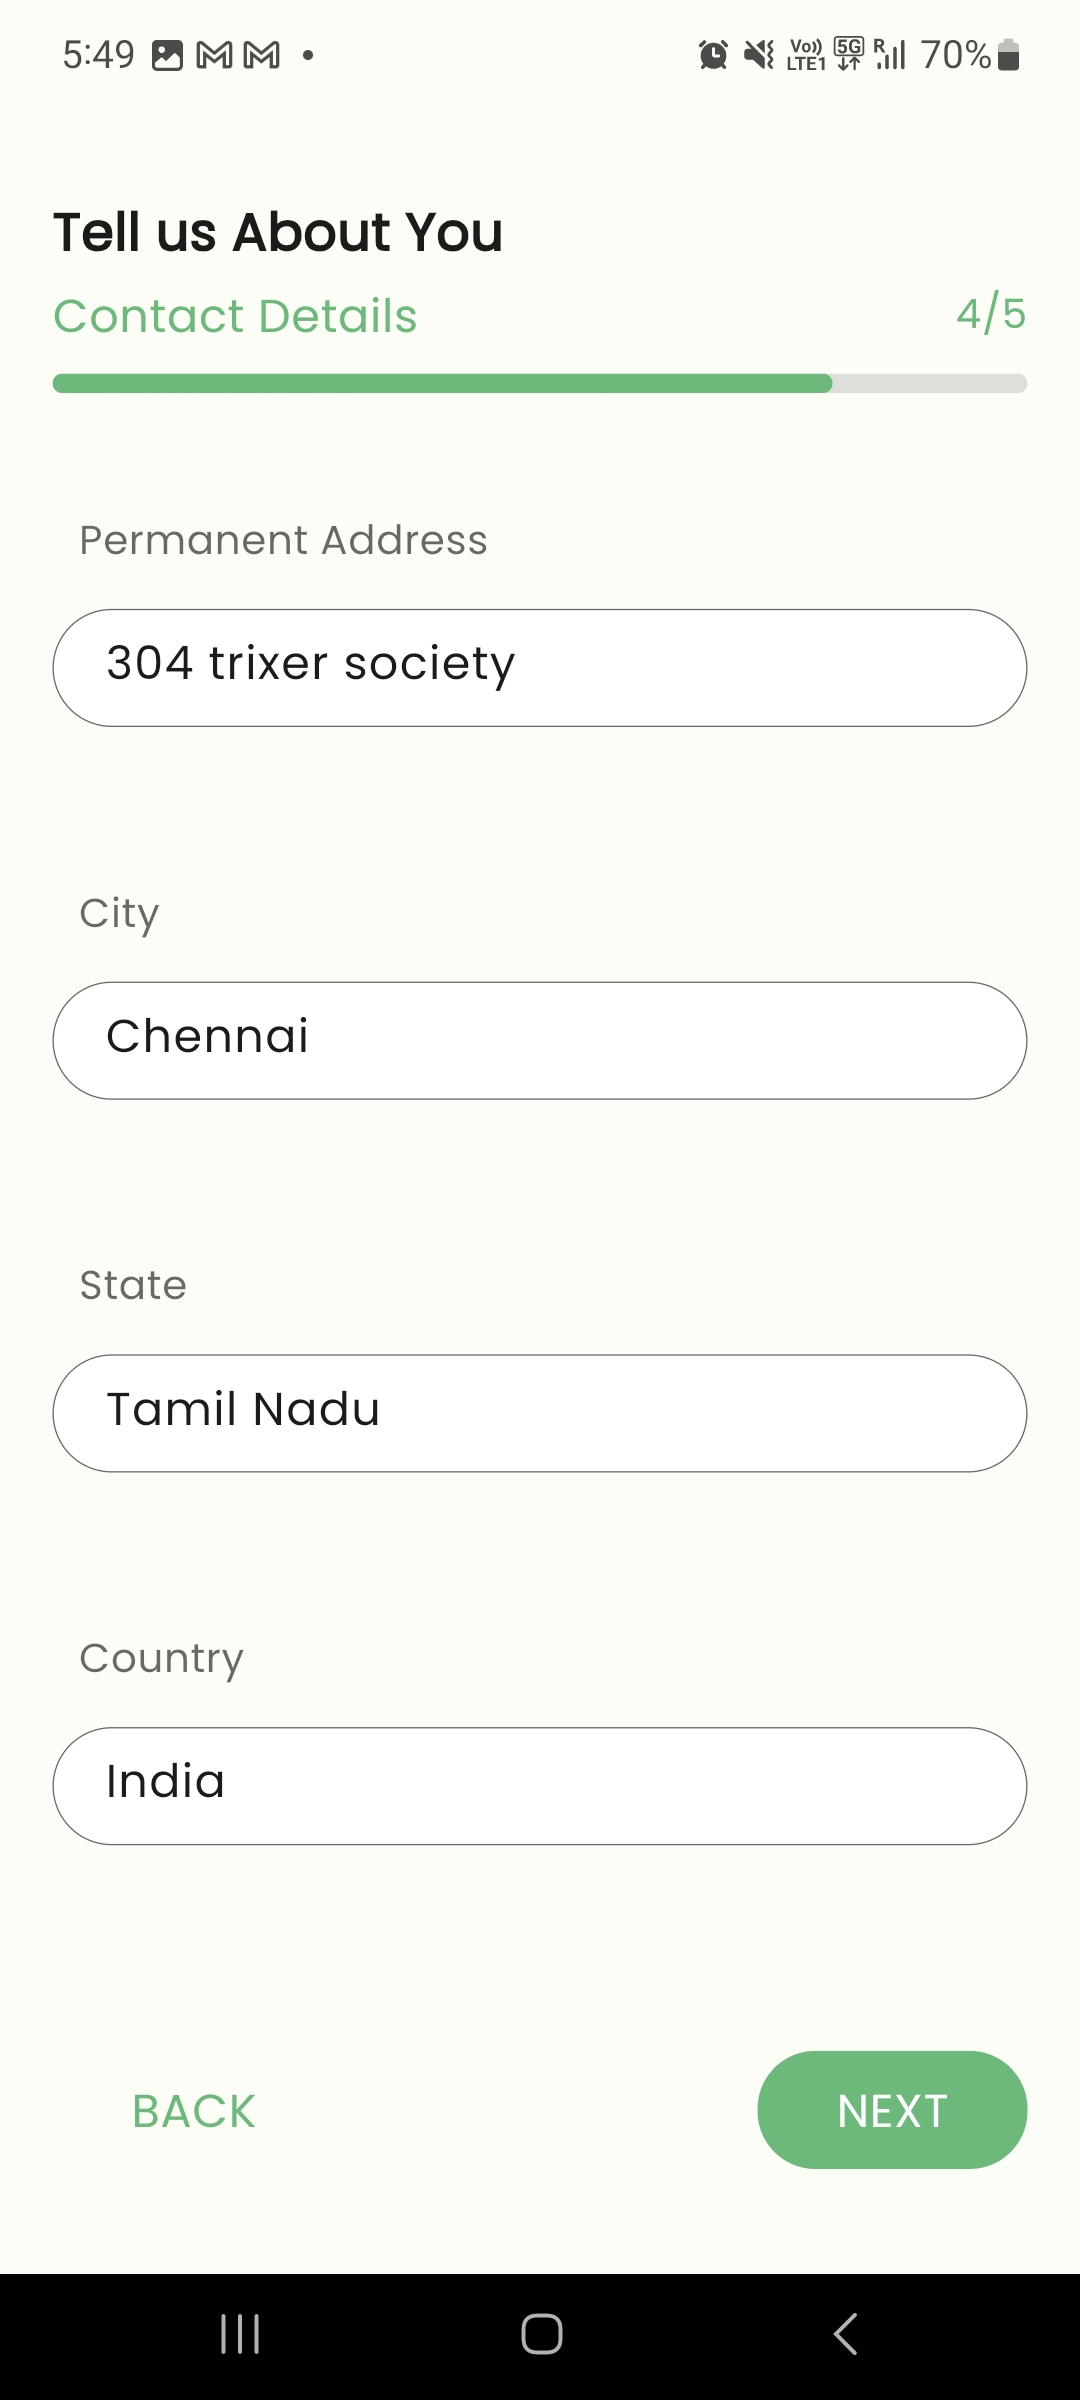 5:49 Vo)) LTE1 5G R 70%
Tell us About You
Contact Details 4/5
Permanent Address
304 trixer society
City
Chennai
State
Tamil Nadu
Country
India
BACK NEXT